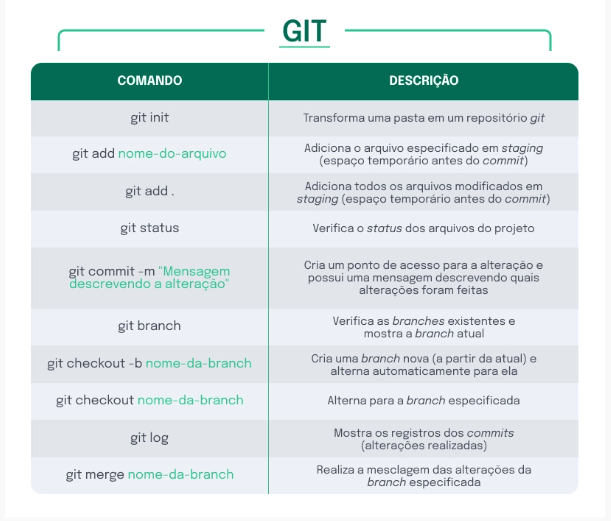 GIT
COMANDO
DESCRIÇÃO
git init
Transforma uma pasta em um repositório git
git add nome-do-arquivo
Adiciona o arquivo especificado em staging
(espaço temporário antes do commit)
git add .
Adiciona todos os arquivos modificados em
staging (espaço temporário antes do commit)
git status
Verifica o status dos arquivos do projeto
git commit -m "Mensagem
descrevendo a alteração"
Cria um ponto de acesso para a alteração e
possui uma mensagem descrevendo quais
alterações foram feitas
git branch
Verifica as branches existentes e
mostra a branch atual
git checkout -b nome-da-branch
Cria uma branch nova (a partir da atual) e
alterna automaticamente para ela
git checkout nome-da-branch
Alterna para a branch especificada
git log
Mostra os registros dos commits
(alterações realizadas)
git merge nome-da-branch
Realiza a mesclagem das alterações da
branch especificada